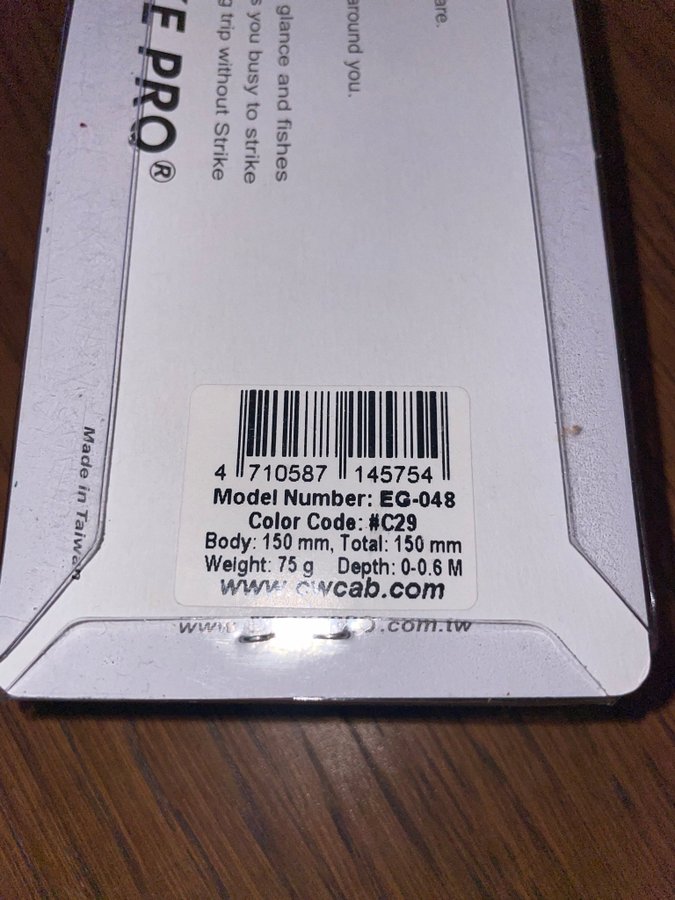 are.
around you.
glance and fishes
you busy to strike
trip without Strike
PRO®
Made in Taiwan
4 710587 145754
Model Number: EG-048
Color Code: #C29
Body: 150 mm, Total: 150 mm
Weight: 75 g Depth: 0-0.6 M
www.cwcab.com
.com.tw